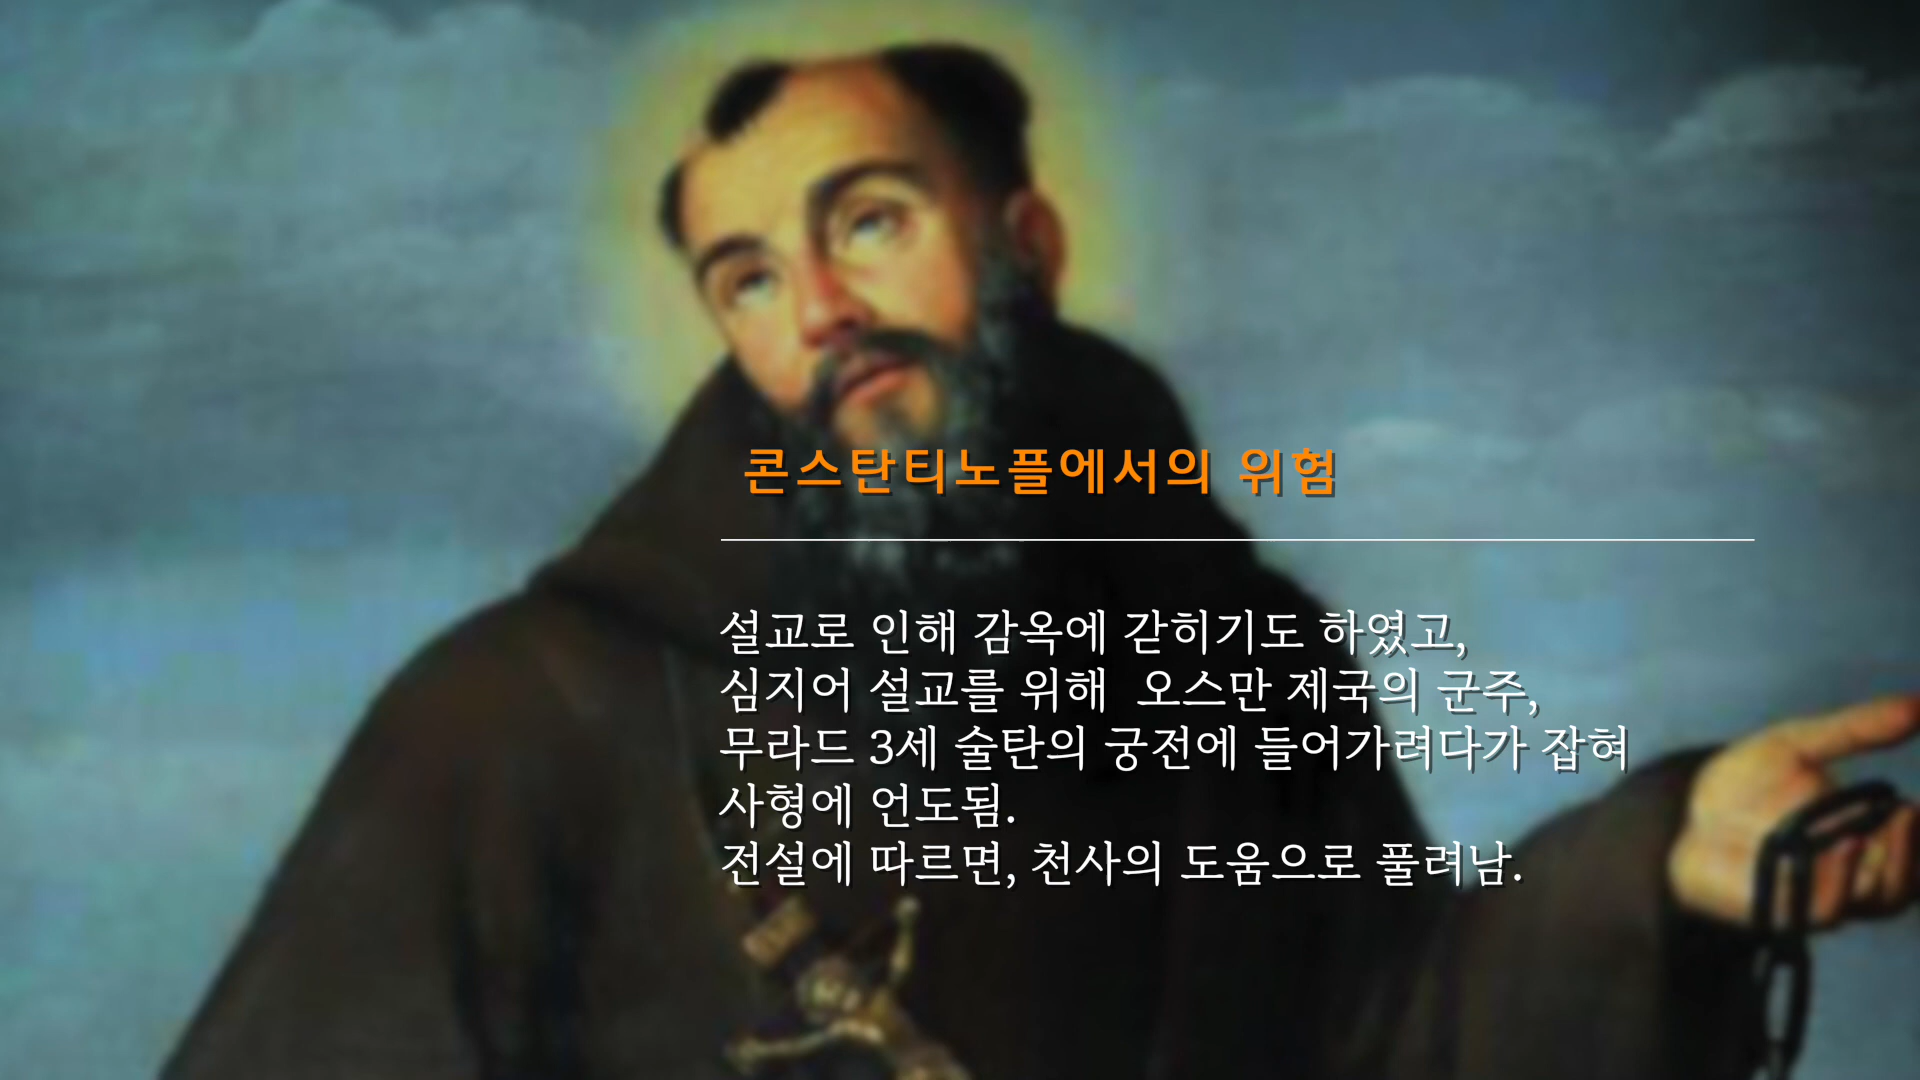 콘스탄티노플에서의 위험
설교로 인해 감옥에 갇히기도 하였고,
심지어 설교를 위해 오스만 제국의 군주,
무라드 3세 술탄의 궁전에 들어가려다가 잡혀
사형에 언도됨.
전설에 따르면, 천사의 도움으로 풀려남.